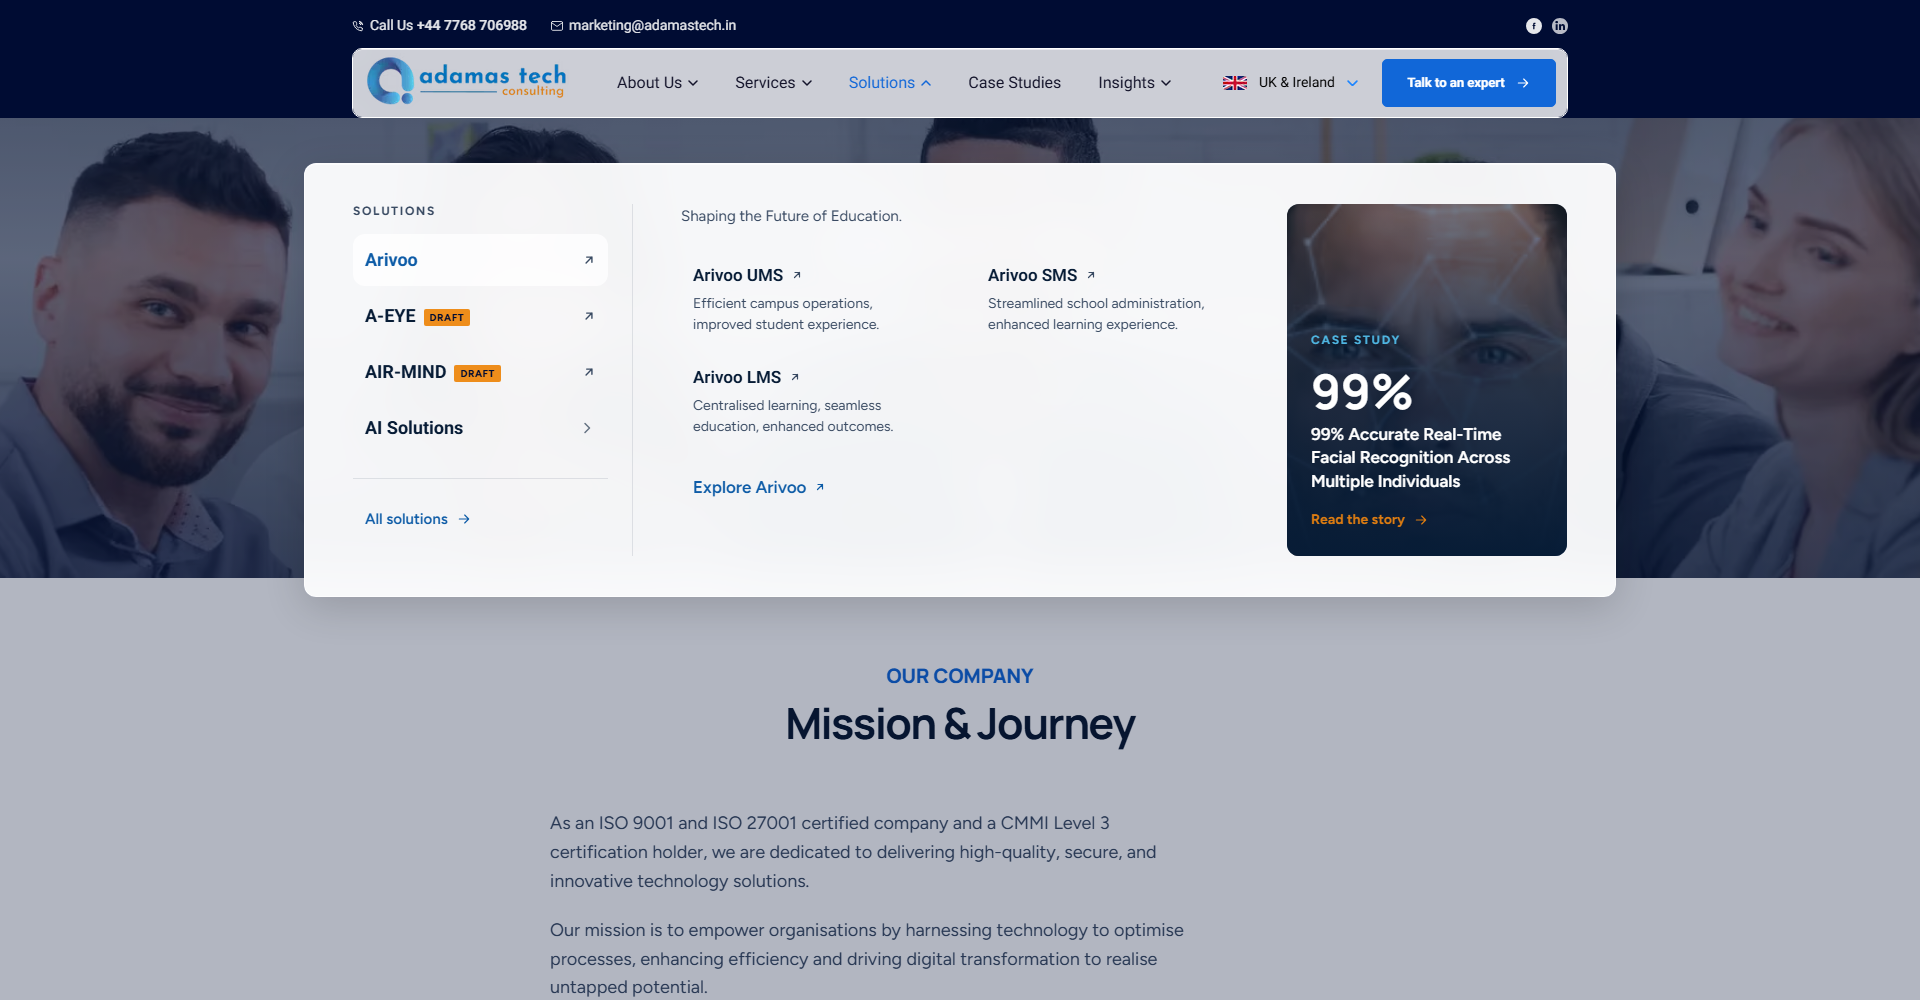 Call Us +44 7768 706988
marketing@adamastech.in
adamas tech
consulting
About Us
Services
Solutions
Case Studies
Insights
UK & Ireland
Talk to an expert
SOLUTIONS
Arivoo
A-EYE DRAFT
AIR-MIND DRAFT
AI Solutions
All solutions
Shaping the Future of Education.
Arivoo UMS
Efficient campus operations,
improved student experience.
Arivoo SMS
Streamlined school administration,
enhanced learning experience.
Arivoo LMS
Centralised learning, seamless
education, enhanced outcomes.
Explore Arivoo
CASE STUDY
99%
99% Accurate Real-Time
Facial Recognition Across
Multiple Individuals
Read the story
OUR COMPANY
Mission & Journey
As an ISO 9001 and ISO 27001 certified company and a CMMI Level 3
certification holder, we are dedicated to delivering high-quality, secure, and
innovative technology solutions.
Our mission is to empower organisations by harnessing technology to optimise
processes, enhancing efficiency and driving digital transformation to realise
untapped potential.